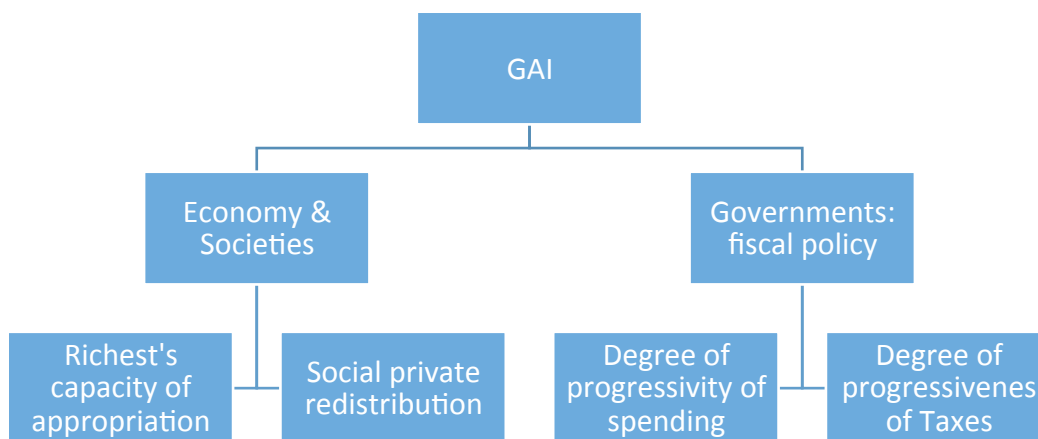 GAI
Economy &
Societies
Governments:
fiscal policy
Richest's
capacity of
appropriation
Social private
redistribution
Degree of
progressivity of
spending
Degree of
progressivenes
of Taxes